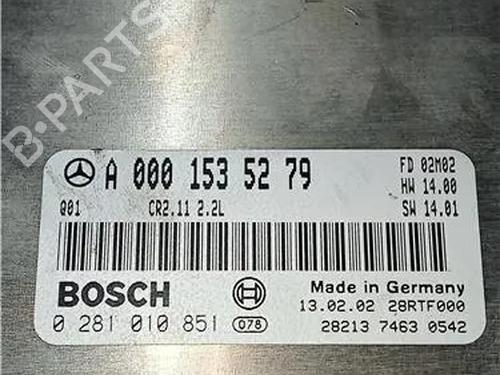 B-PARTS
A 000 153 52 79
FD 02M02
HW 14.00
Q01 CR2.11 2.2L
SW 14.01
BOSCH
Made in Germany
13.02.02 28RTF000
0 281 010 851 078
28213 7463 0542